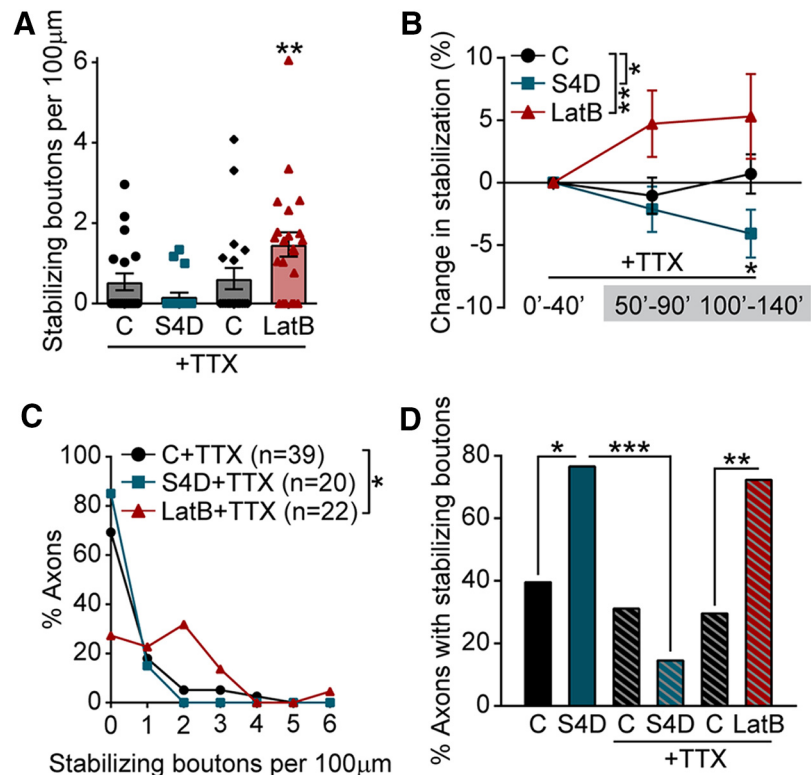 A
Stabilizing boutons per 100μm
**
6
4
2
0
C S4D C LatB
+TTX
B
Change in stabilization (%)
10
5
0
-5
-10
C
S4D
LatB
*
**
+TTX
*
0'-40' 50'-90' 100'-140'
C
% Axons
100
80
60
40
20
0
C+TTX (n=39)
S4D+TTX (n=20)
LatB+TTX (n=22)
*
0 1 2 3 4 5 6
Stabilizing boutons per 100μm
D
% Axons with stabilizing boutons
80
60
40
20
0
* *** **
C S4D C S4D C LatB
+TTX